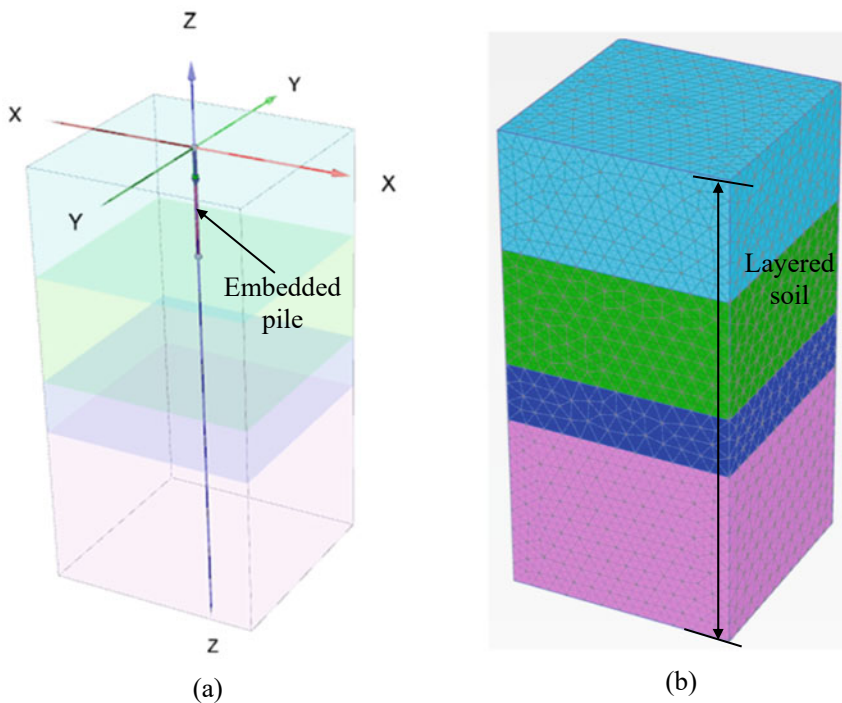 Z
Y
X
X
Y
Embedded
pile
Z
(a)
Layered
soil
(b)